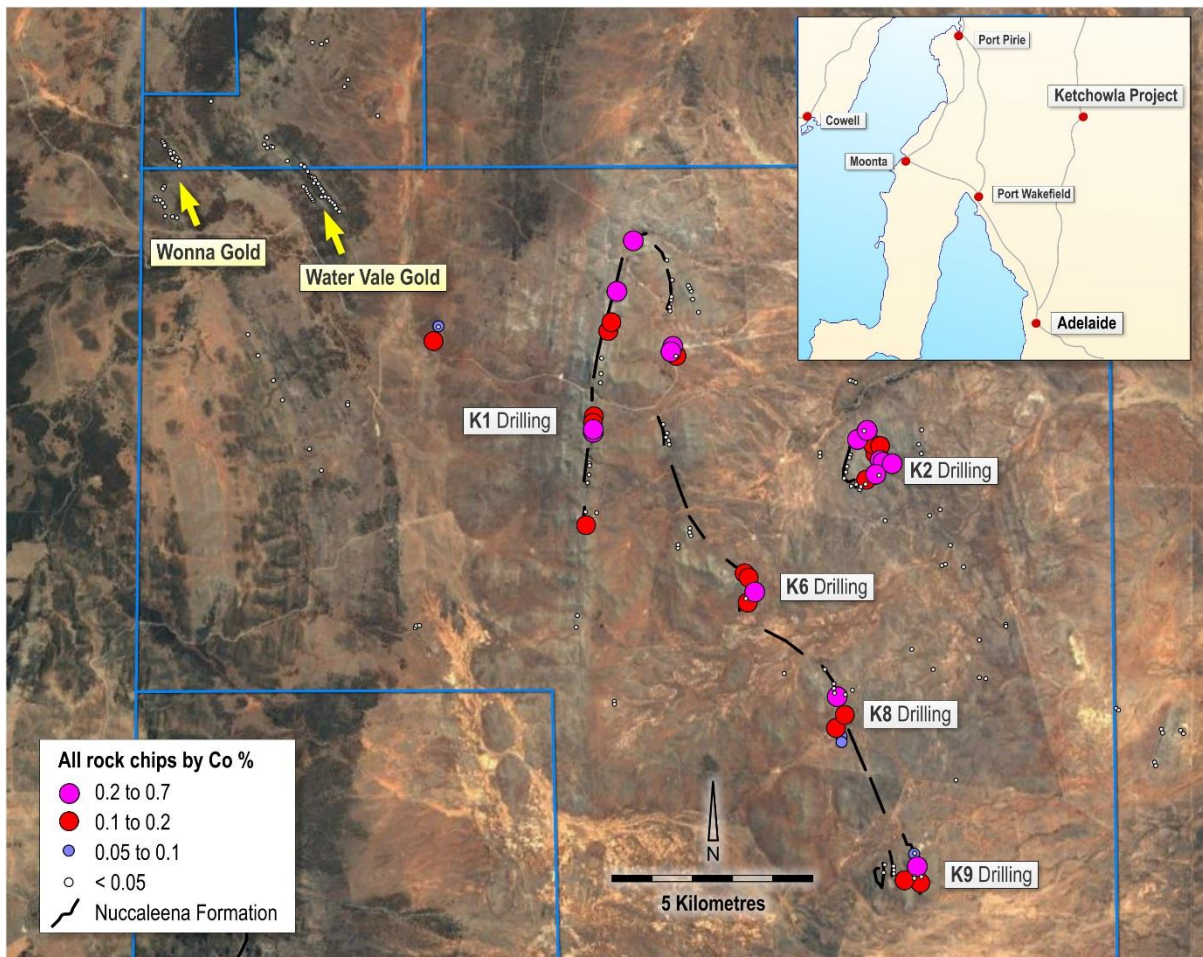 Port Pirie
Ketchowla Project
Cowell
Moonta
Port Wakefield
Adelaide
Wonna Gold
Water Vale Gold
K1 Drilling
K2 Drilling
K6 Drilling
K8 Drilling
K9 Drilling
All rock chips by Co %
0.2 to 0.7
0.1 to 0.2
0.05 to 0.1
< 0.05
Nuccaleena Formation
N
5 Kilometres